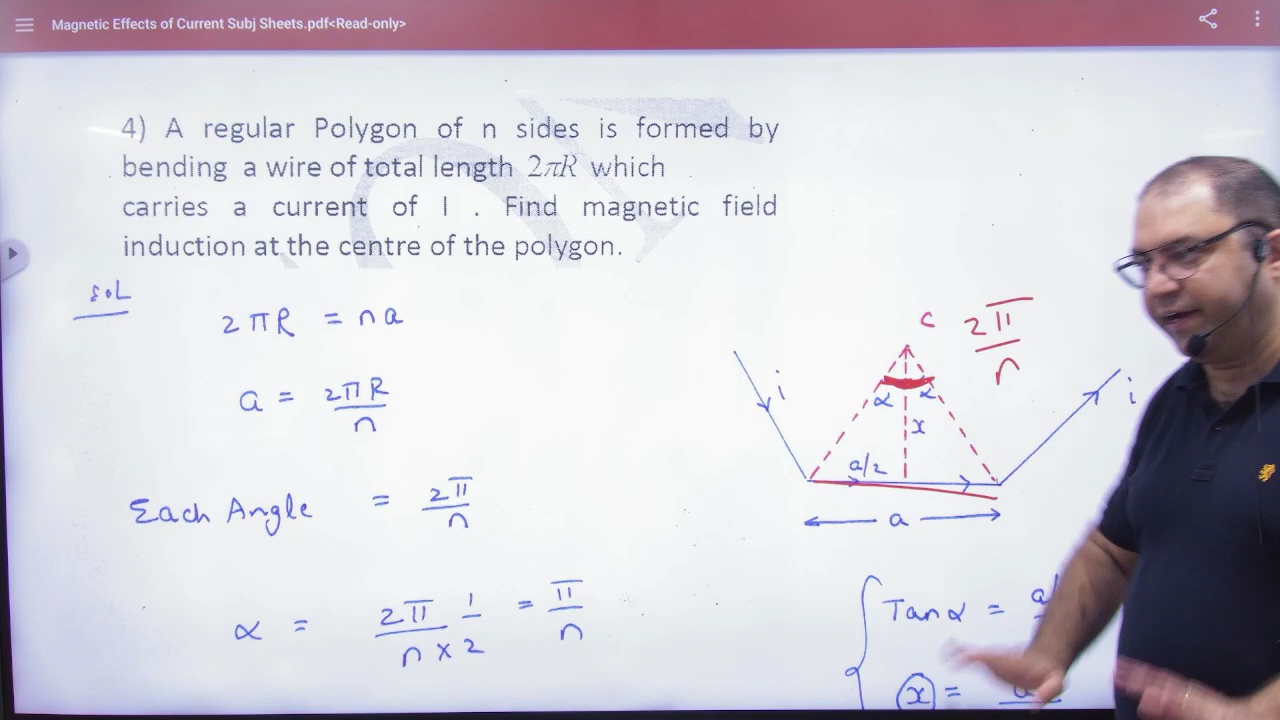 Magnetic Effects of Current Subj Sheets.pdf<Read-only>
4) A regular Polygon of n sides is formed by
bending a wire of total length 2πR which
carries a current of I . Find magnetic field
induction at the centre of the polygon.
SOL
2πR = na
a = 2πR/n
Each Angle = 2π/n
α = 2π/(n × 2) 1 = π/n
C 2π/n
i i
α α
x
a/2
a
Tanα = a/
x =